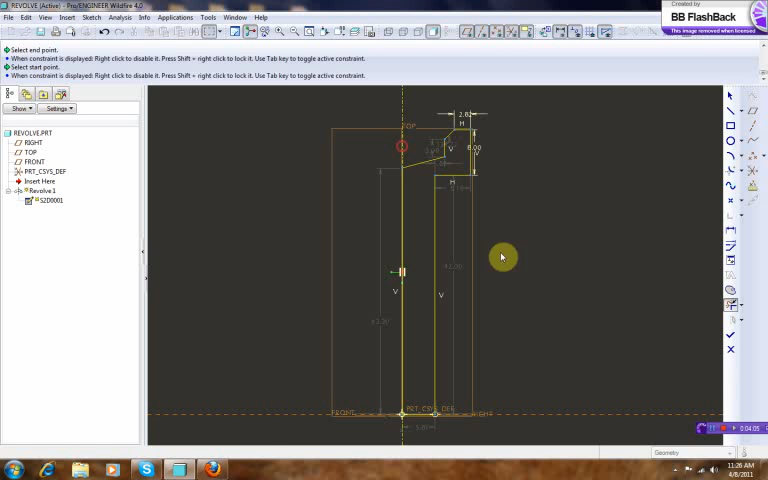 REVOLVE (Active) - Pro/ENGINEER Wildfire 4.0
Created by
BB FlashBack
This image removed when licensed
File Edit View Insert Sketch Analysis Info Applications Tools Window Help
Select end point.
When constraint is displayed: Right click to disable it. Press Shift + right click to lock it. Use Tab key to toggle active constraint.
Select start point.
When constraint is displayed: Right click to disable it. Press Shift + right click to lock it. Use Tab key to toggle active constraint.
Show Settings
REVOLVE.PRT
RIGHT
TOP
FRONT
PRT_CSYS_DEF
Insert Here
Revolve 1
S2D0001
H
TOP
V
8.00
V
H
V
V
PRT_CSYS_DEF
FRONT
RIGHT
0:04:05
Geometry
11:26 AM
4/8/2011